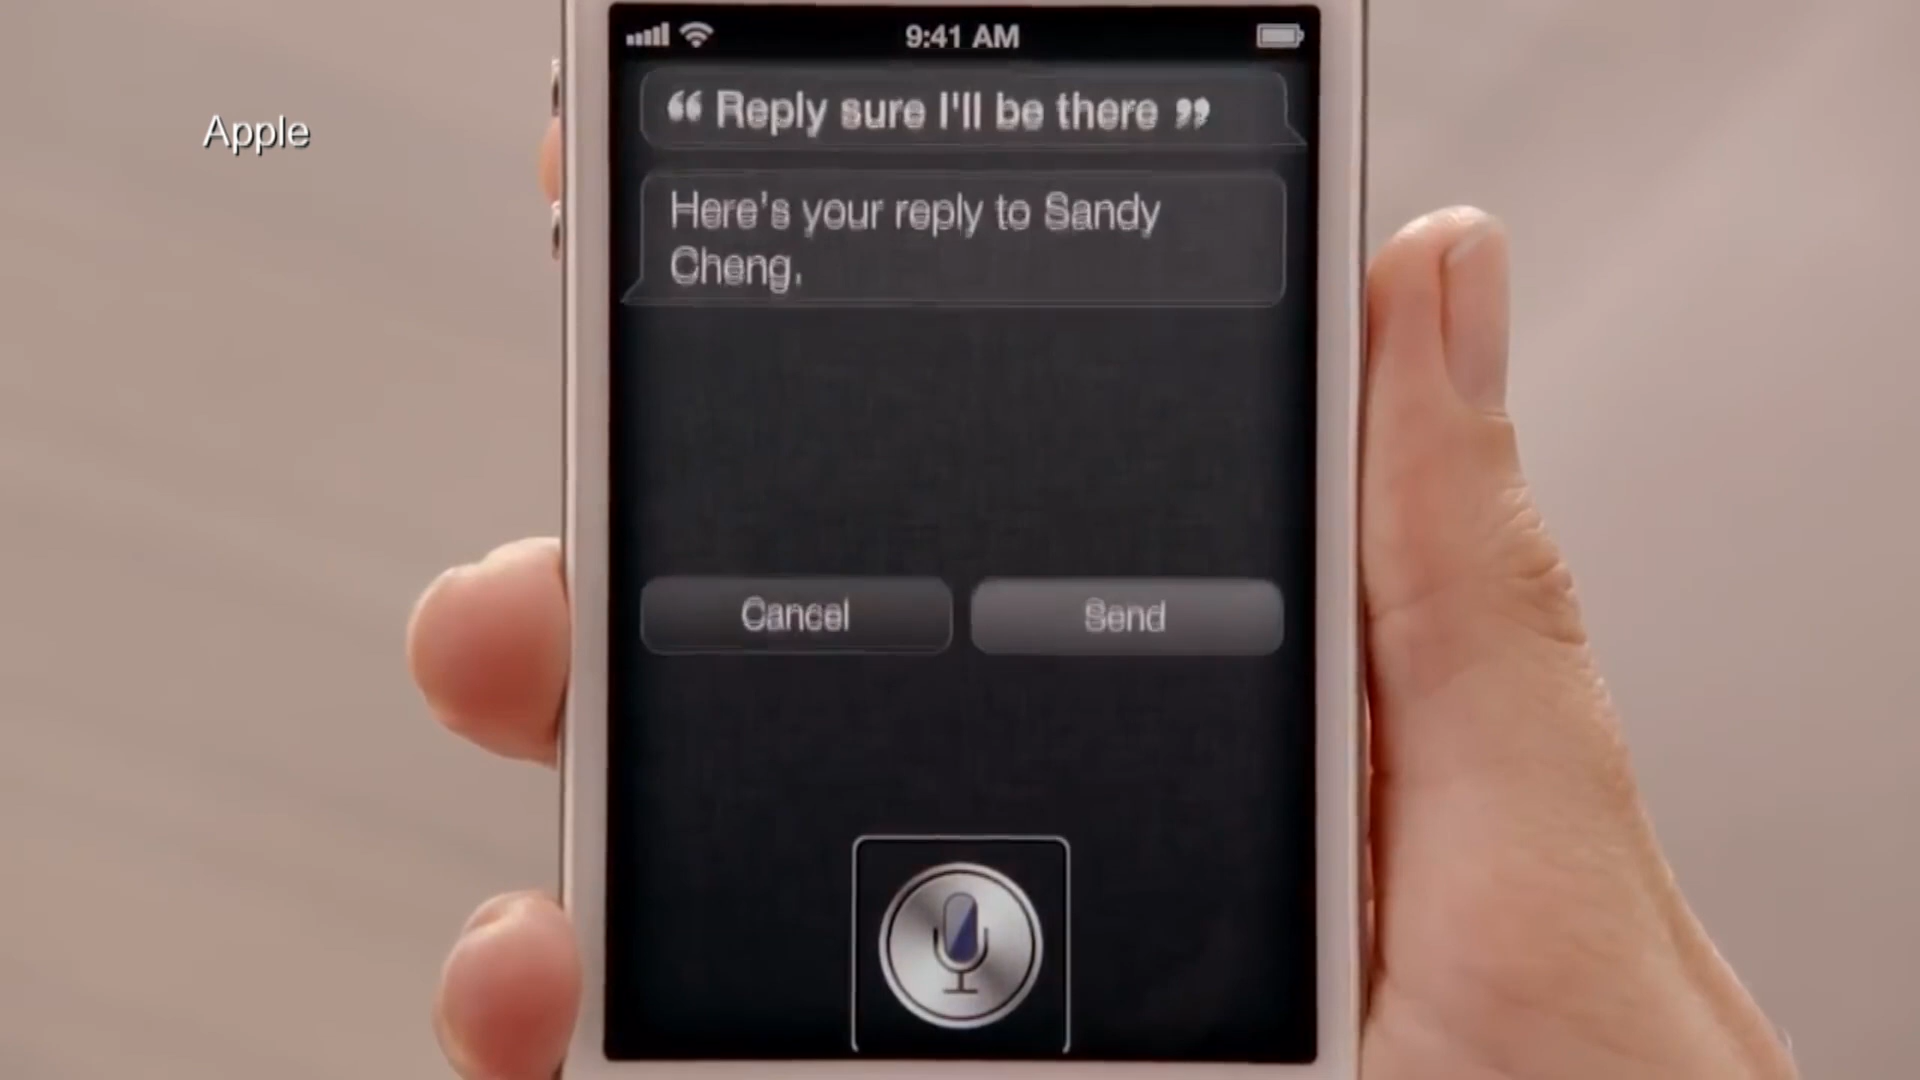 9:41 AM
Apple
“ Reply sure I'll be there ”
Here's your reply to Sandy
Cheng.
Cancel
Send